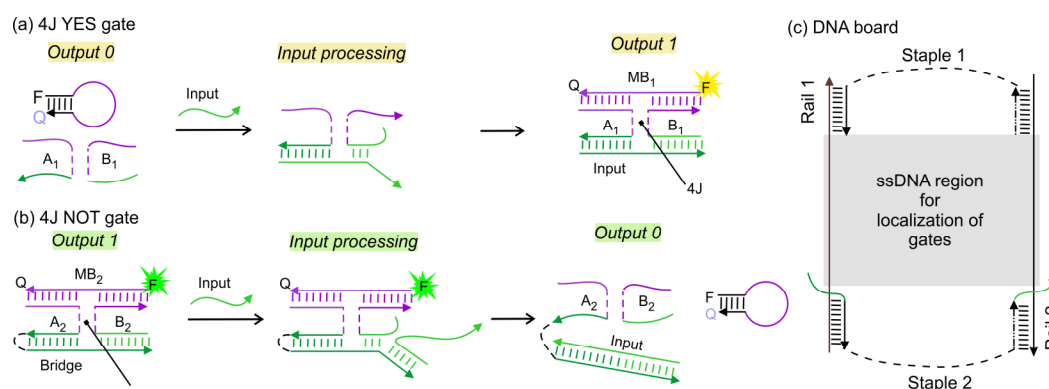 (a) 4J YES gate
Output 0
Input processing
Output 1
F
Q
Input
A1
B1
Q
MB1
F
A1
B1
Input
4J
(b) 4J NOT gate
Output 1
Input processing
Output 0
Q
MB2
F
A2
B2
Bridge
Input
F
A2
B2
Input
F
Q
(c) DNA board
Staple 1
Rail 1
ssDNA region
for
localization of
gates
Staple 2